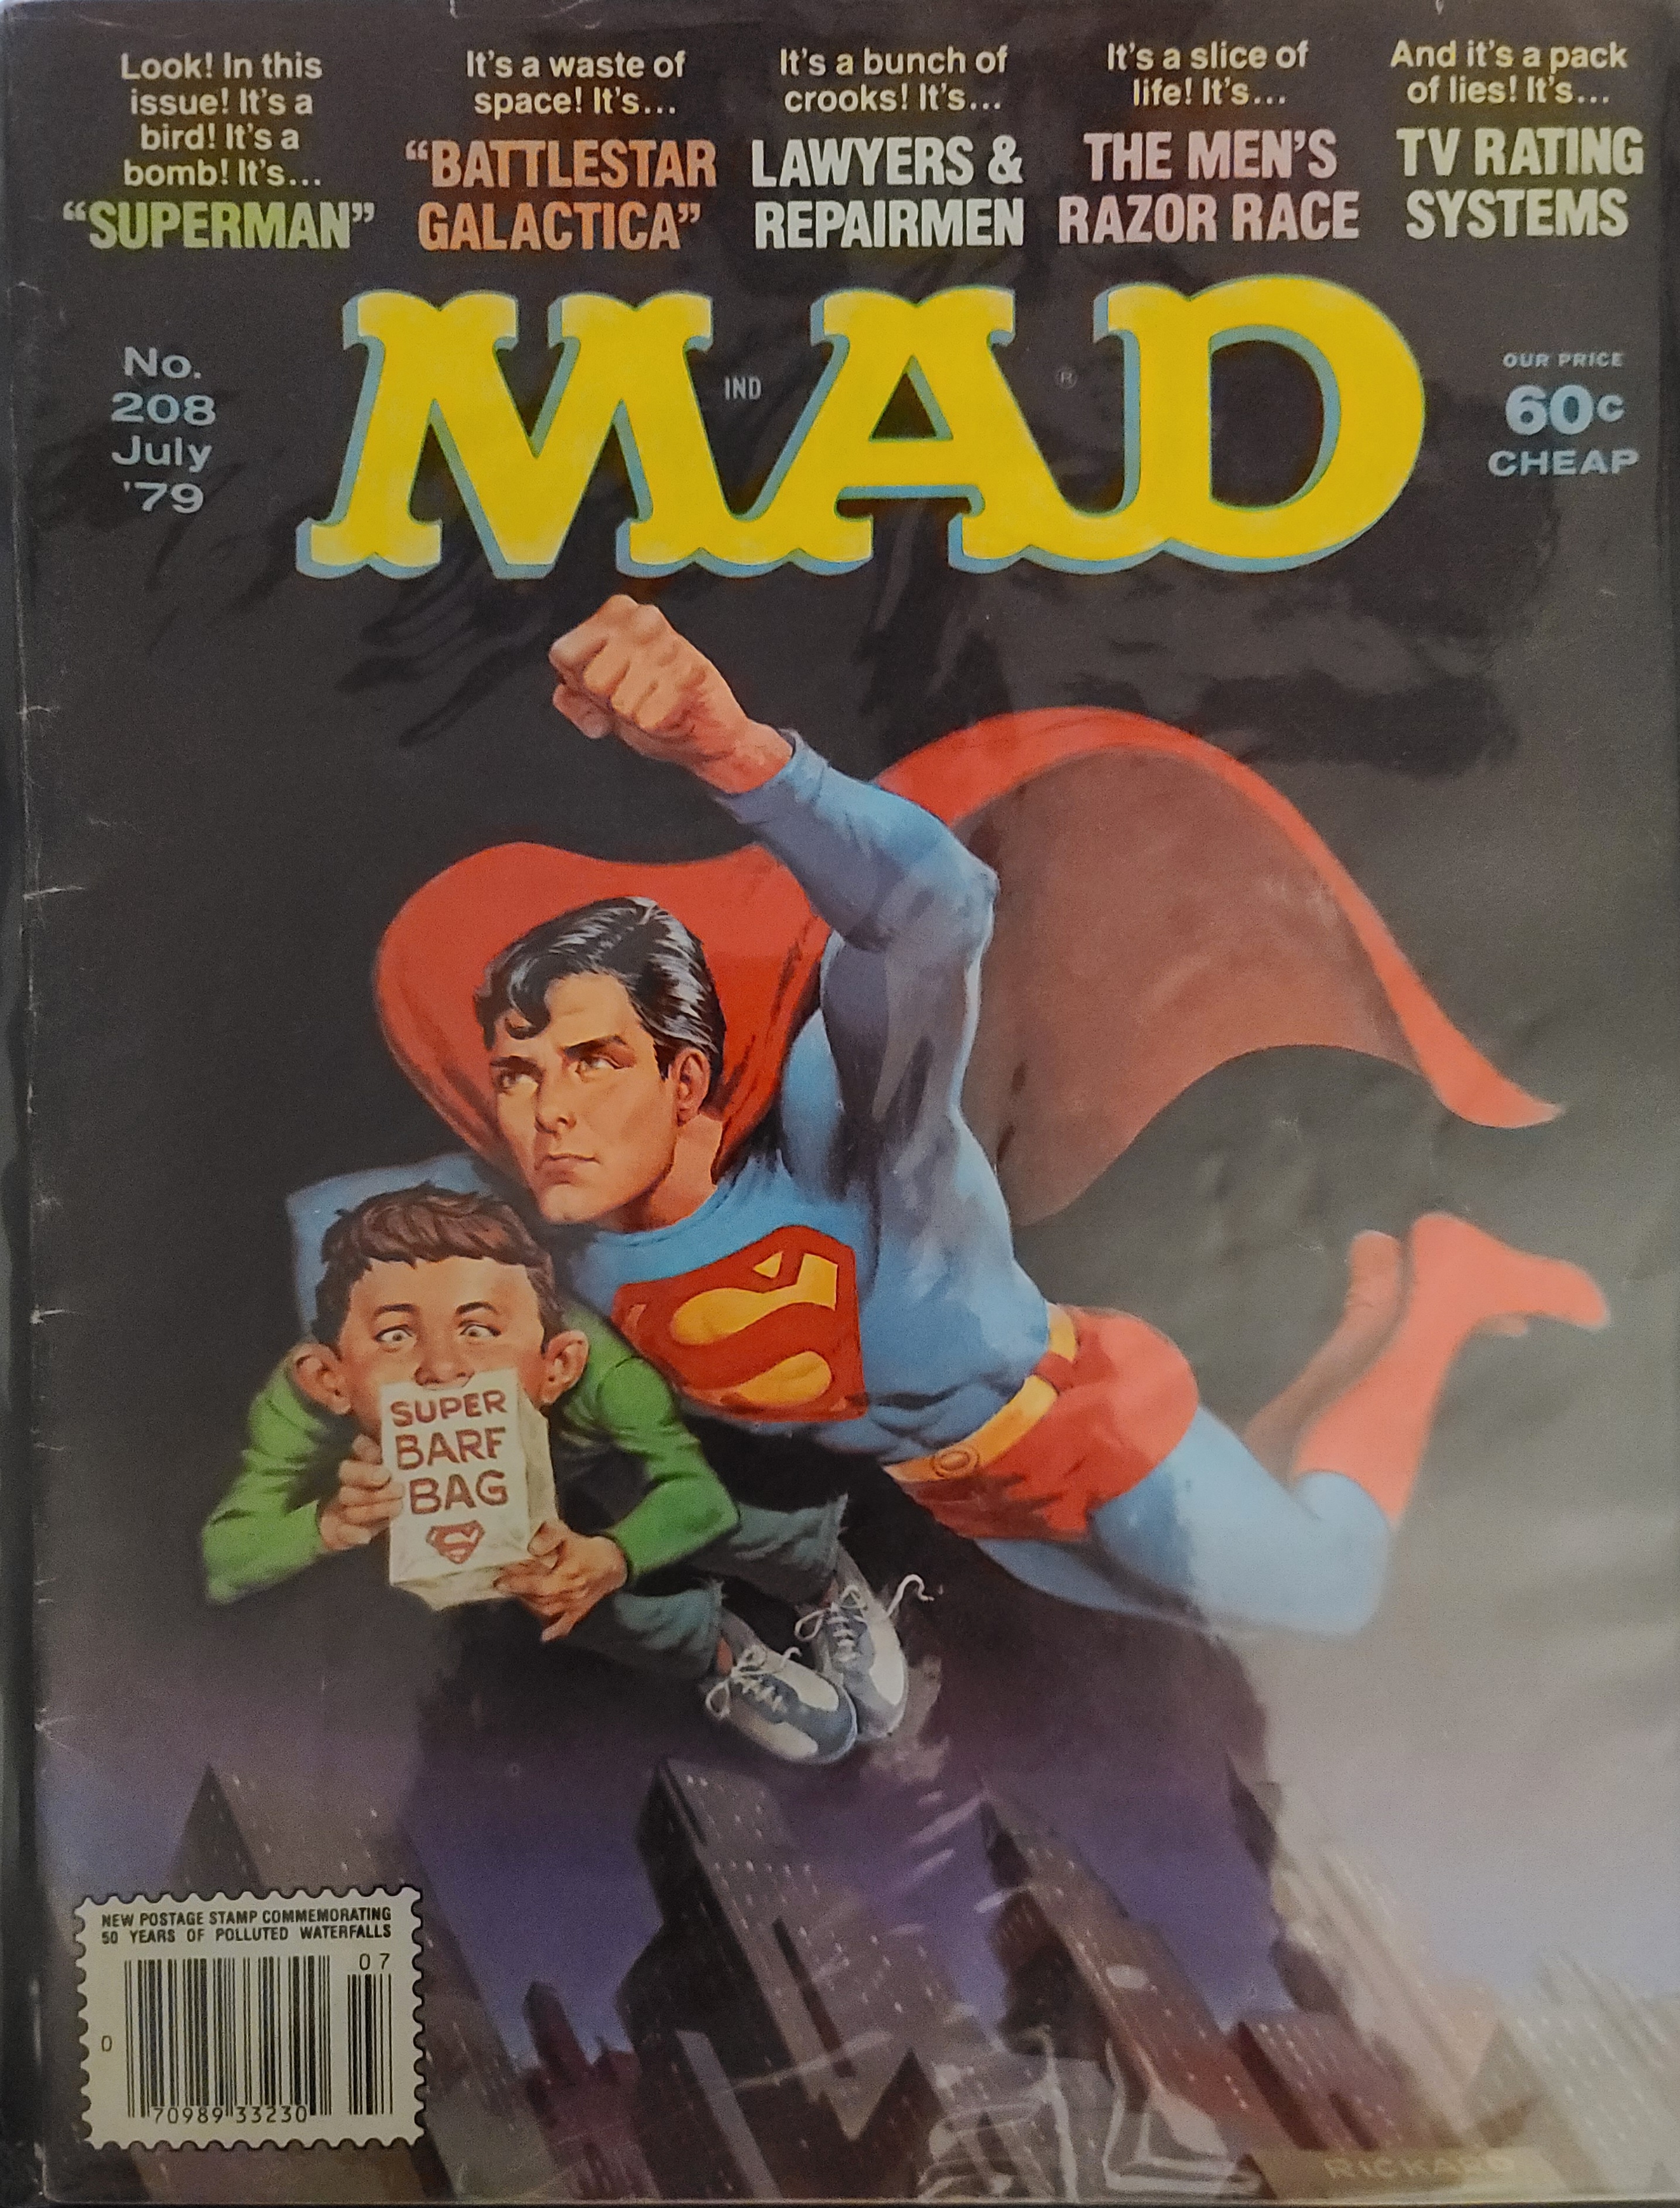 Look! In this
issue! It's a
bird! It's a
bomb! It's...
“SUPERMAN”
It's a waste of
space! It's...
“BATTLESTAR
GALACTICA”
It's a bunch of
crooks! It's...
LAWYERS &
REPAIRMEN
It's a slice of
life! It's...
THE MEN'S
RAZOR RACE
And it's a pack
of lies! It's...
TV RATING
SYSTEMS
No.
208
July
'79
MAD
IND
®
OUR PRICE
60c
CHEAP
S
SUPER
BARF
BAG
S
NEW POSTAGE STAMP COMMEMORATING
50 YEARS OF POLLUTED WATERFALLS
07
0
70989 33230
RICKARD